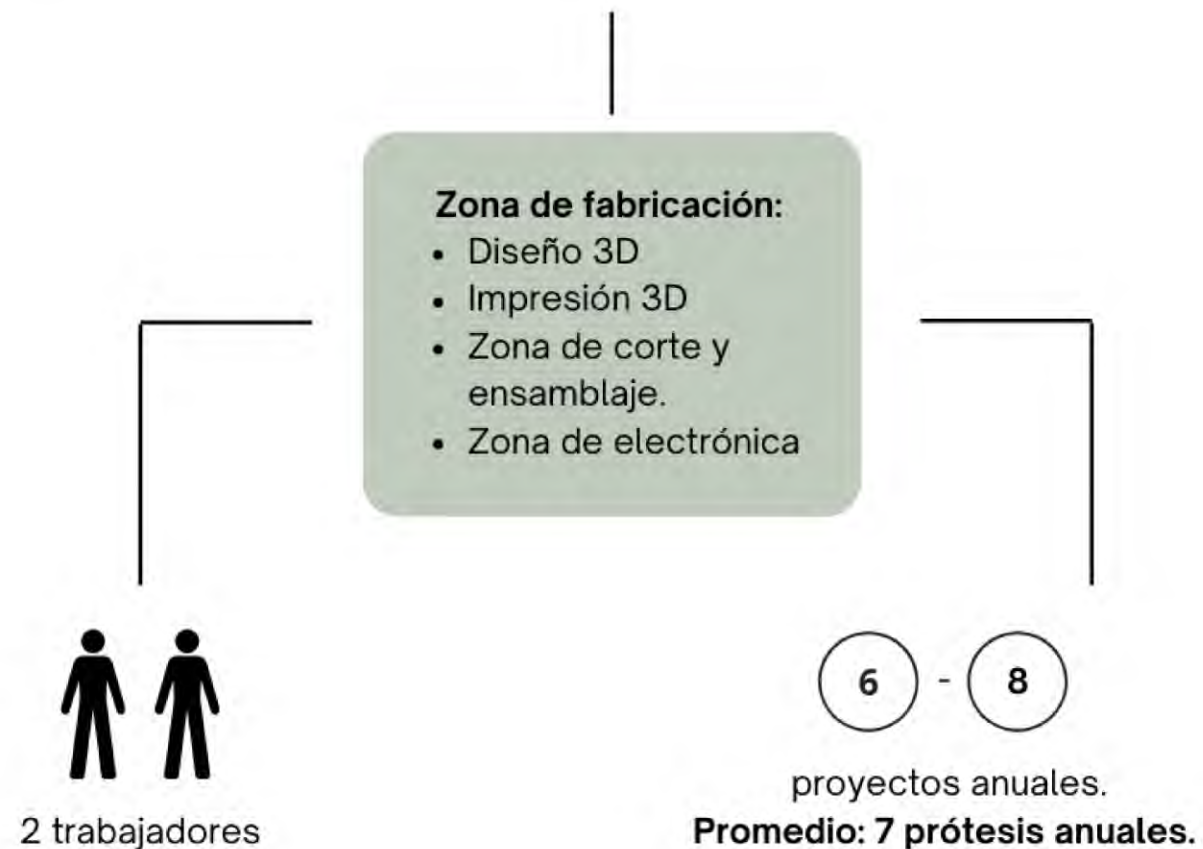 Zona de fabricación:
• Diseño 3D
• Impresión 3D
• Zona de corte y
ensamblaje.
• Zona de electrónica
2 trabajadores
6 - 8
proyectos anuales.
Promedio: 7 prótesis anuales.